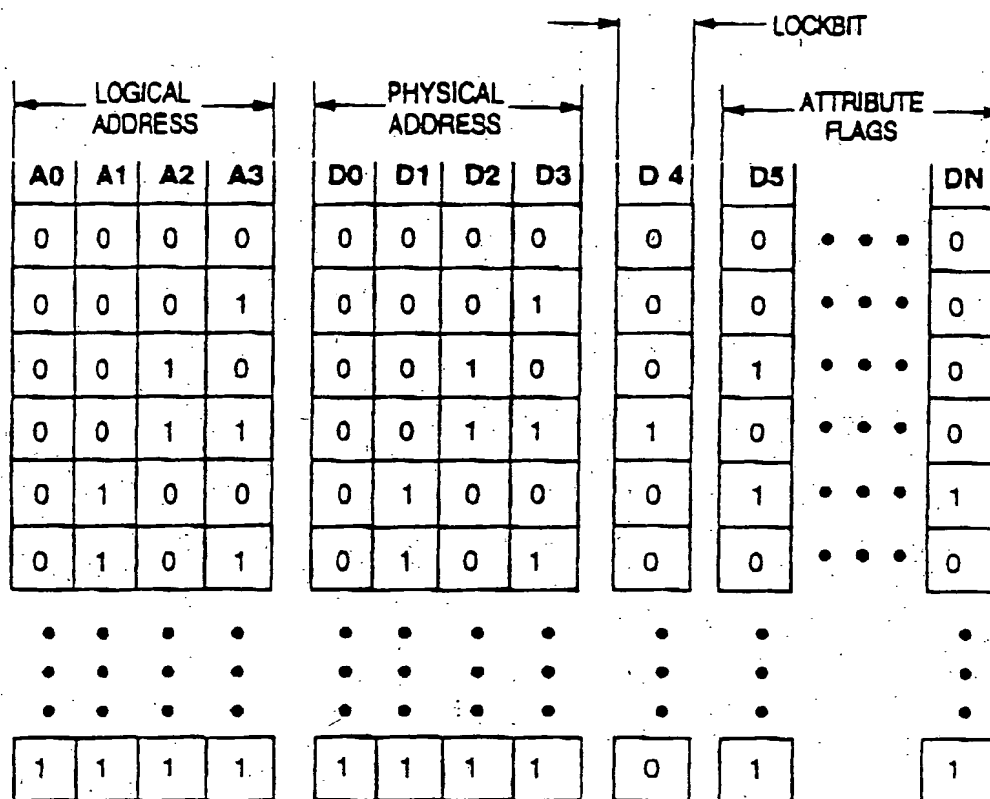 LOCKBIT
LOGICAL ADDRESS
PHYSICAL ADDRESS
ATTRIBUTE FLAGS
A0 A1 A2 A3 D0 D1 D2 D3 D 4 D5 DN
0 0 0 0 0 0 0 0 0 0 • • • 0
0 0 0 1 0 0 0 1 0 0 • • • 0
0 0 1 0 0 0 1 0 0 1 • • • 0
0 0 1 1 0 0 1 1 1 0 • • • 0
0 1 0 0 0 1 0 0 0 1 • • • 1
0 1 0 1 0 1 0 1 0 0 • • • 0
1 1 1 1 1 1 1 1 0 1 1